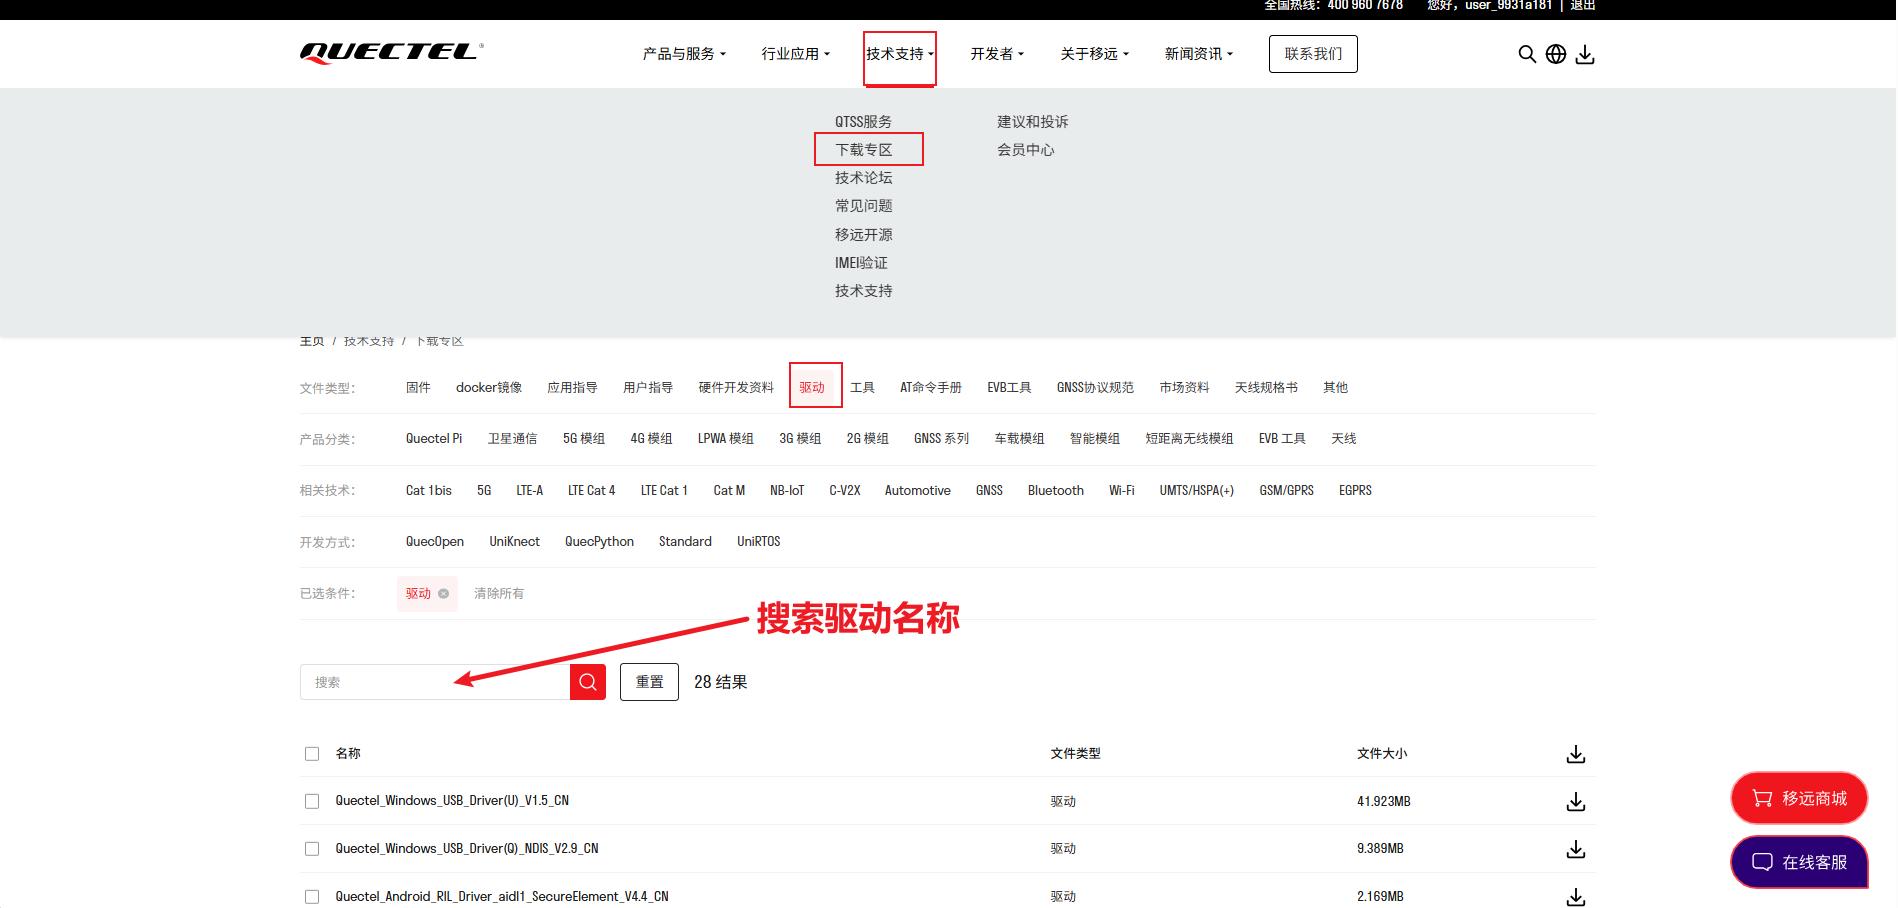 全国热线：400 960 7678 您好，user_9931a181 | 退出
QUECTEL®
产品与服务 行业应用 技术支持 开发者 关于移远 新闻资讯 联系我们
QTSS服务 建议和投诉
下载专区 会员中心
技术论坛
常见问题
移远开源
IMEI验证
技术支持
主页 / 技术支持 / 下载专区
文件类型： 固件 docker镜像 应用指导 用户指导 硬件开发资料 驱动 工具 AT命令手册 EVB工具 GNSS协议规范 市场资料 天线规格书 其他
产品分类： Quectel Pi 卫星通信 5G 模组 4G 模组 LPWA 模组 3G 模组 2G 模组 GNSS 系列 车载模组 智能模组 短距离无线模组 EVB 工具 天线
相关技术： Cat 1bis 5G LTE-A LTE Cat 4 LTE Cat 1 Cat M NB-IoT C-V2X Automotive GNSS Bluetooth Wi-Fi UMTS/HSPA(+) GSM/GPRS EGPRS
开发方式： QuecOpen UniKnect QuecPython Standard UniRTOS
已选条件： 驱动 清除所有
搜索驱动名称
搜索 重置 28 结果
名称 文件类型 文件大小
Quectel_Windows_USB_Driver(U)_V1.5_CN 驱动 41.923MB
移远商城
Quectel_Windows_USB_Driver(Q)_NDIS_V2.9_CN 驱动 9.389MB
在线客服
Quectel_Android_RIL_Driver_aidl1_SecureElement_V4.4_CN 驱动 2.169MB